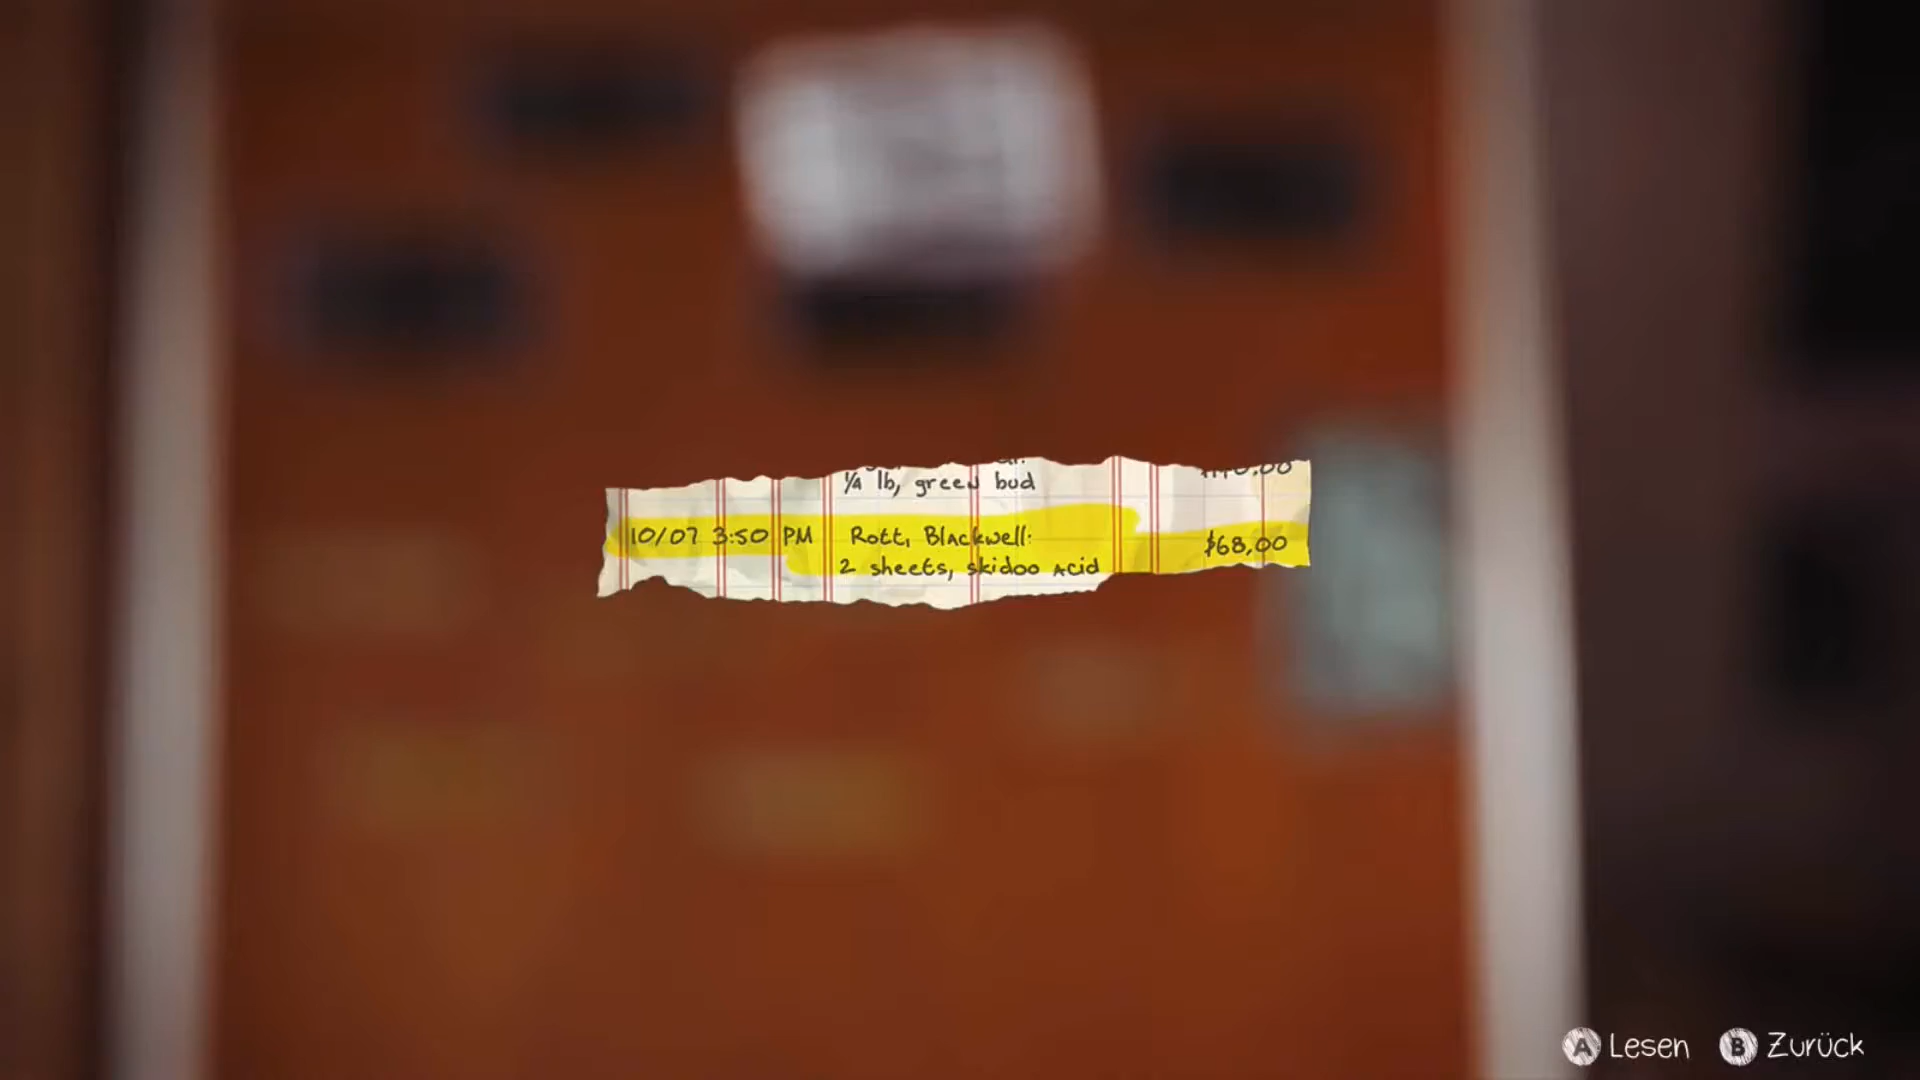 1/4 lb, green bud
10/07 3:50 PM Rott, Blackwell: $68,00
2 sheets, skidoo Acid
A Lesen B Zurück